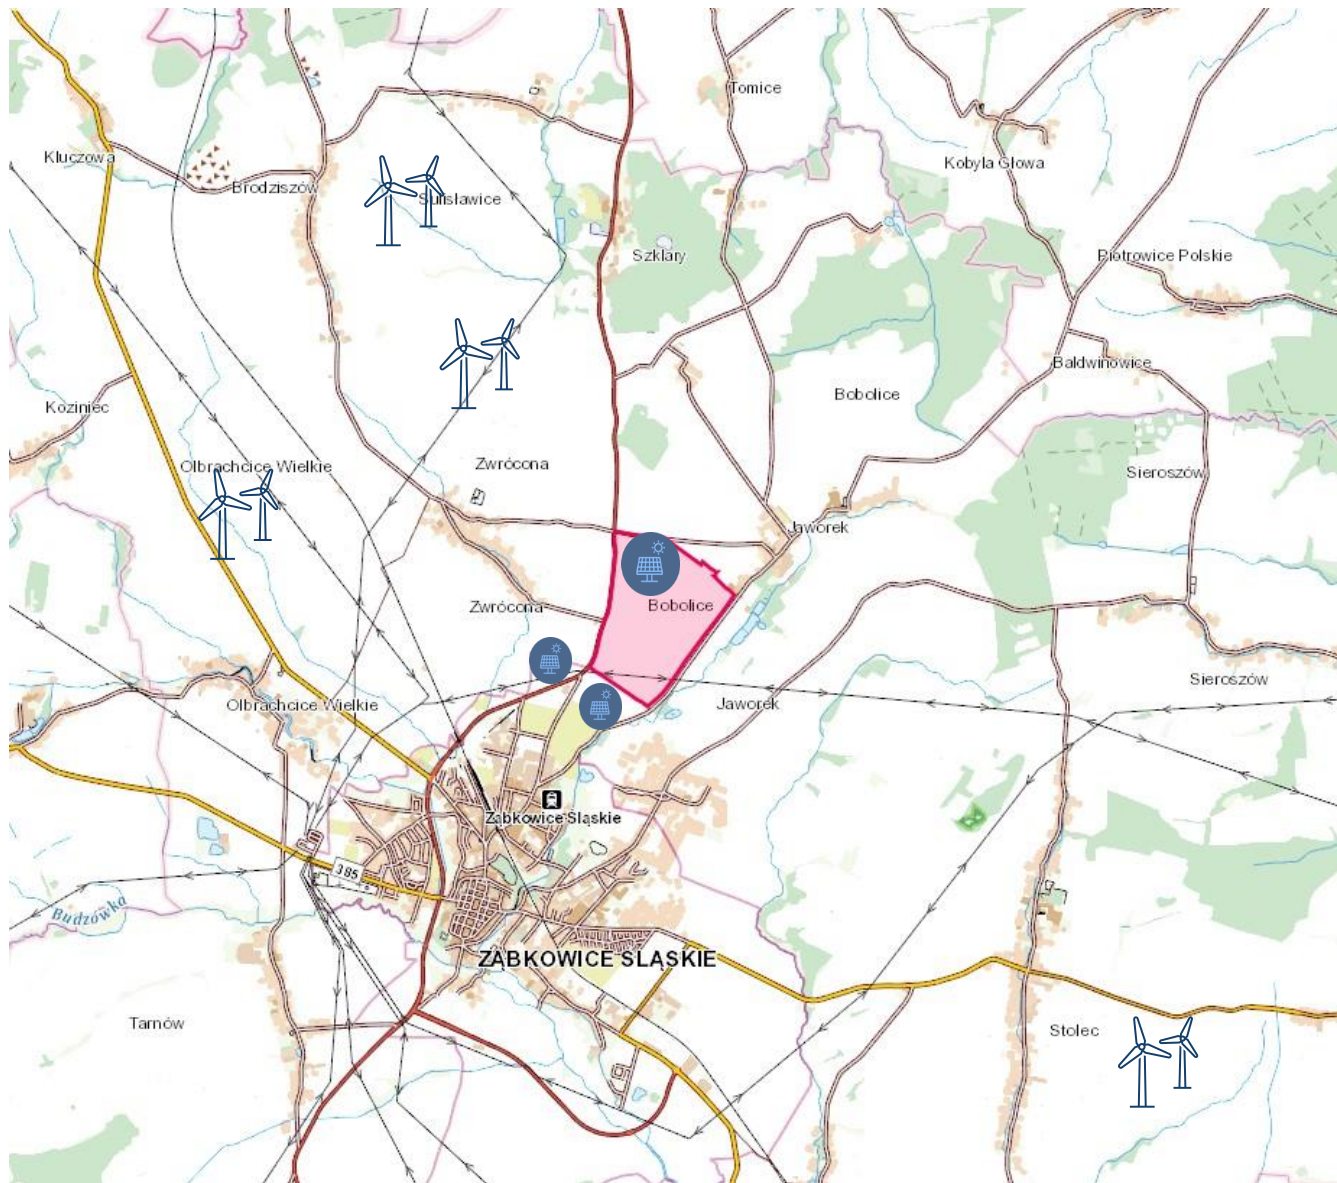 Tomice
Kluczowa
Kobyla Głowa
Brodziszów
Sulisławice
Szklary
Piotrowice Polskie
Baldwinowice
Bobolice
Koziniec
Olbrachcice Wielkie
Zwrócona
Sieroszów
Jaworek
Zwrócona
Bobolice
Sieroszów
Olbrachcice Wielkie
Jaworek
Ząbkowice Śląskie
385
Budzówka
ZĄBKOWICE ŚLĄSKIE
Tarnów
Stolec